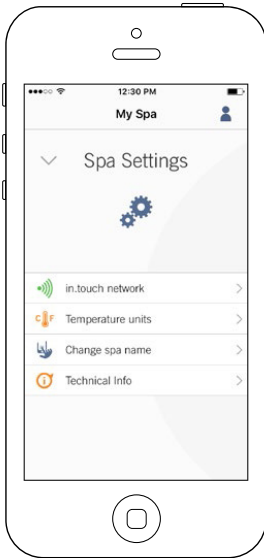 12:30 PM
My Spa
Spa Settings
in.touch network
C F Temperature units
Change spa name
i Technical Info